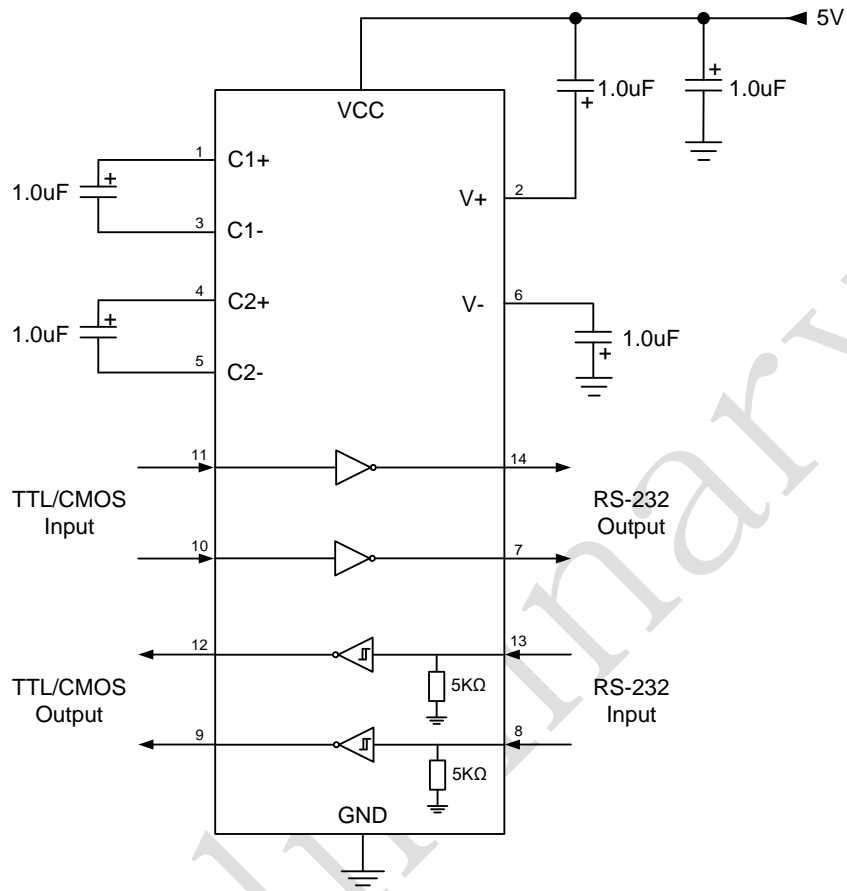 5V
VCC
1.0uF
1.0uF
1
C1+
1.0uF
3
C1-
2
V+
4
C2+
1.0uF
5
C2-
6
V-
1.0uF
11
14
TTL/CMOS
Input
RS-232
Output
10
7
12
13
5KΩ
TTL/CMOS
Output
RS-232
Input
9
8
5KΩ
GND